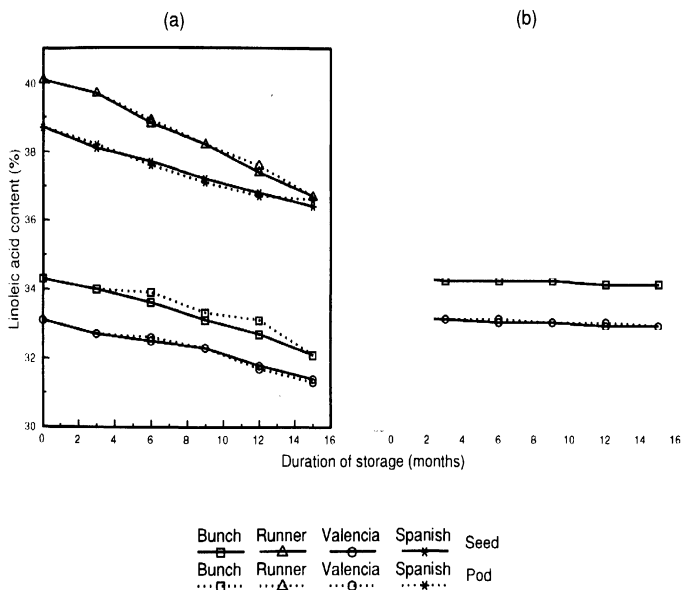 (a) (b)
Linoleic acid content (%)
40
38
36
34
32
30
0 2 4 6 8 10 12 14 16
0 2 4 6 8 10 12 14 16
Duration of storage (months)
Bunch Runner Valencia Spanish Seed
Bunch Runner Valencia Spanish Pod